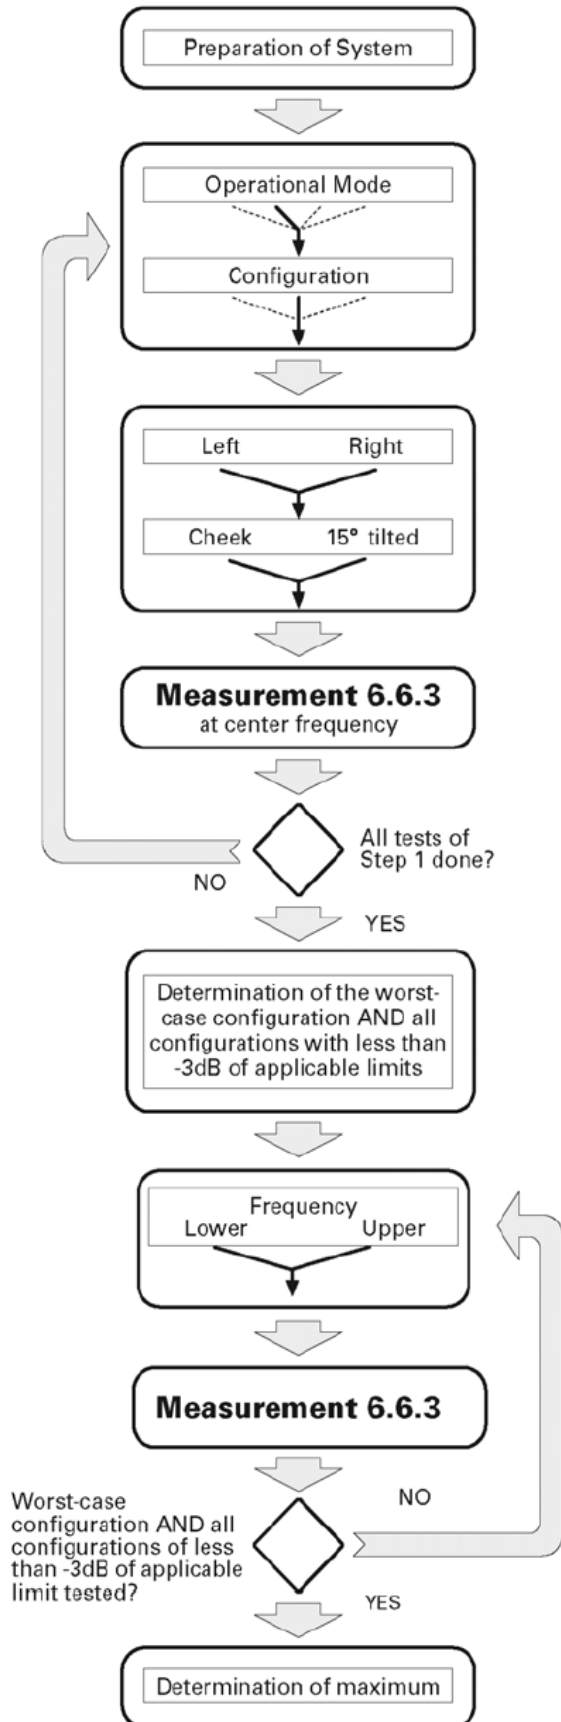 Preparation of System
Operational Mode
Configuration
Left Right
Cheek 15° tilted
Measurement 6.6.3
at center frequency
All tests of
Step 1 done?
NO
YES
Determination of the worst-
case configuration AND all
configurations with less than
-3dB of applicable limits
Frequency
Lower Upper
Measurement 6.6.3
Worst-case
configuration AND all
configurations of less
than -3dB of applicable
limit tested?
NO
YES
Determination of maximum